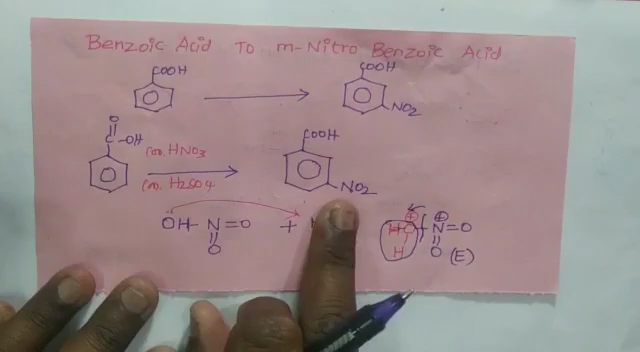 Benzoic Acid To m-Nitro Benzoic Acid
COOH
COOH
NO2
O
C-OH
con. HNO3
con. H2SO4
COOH
NO2
OH-N=O
O
+
H-O-N=O
H
O
(E)